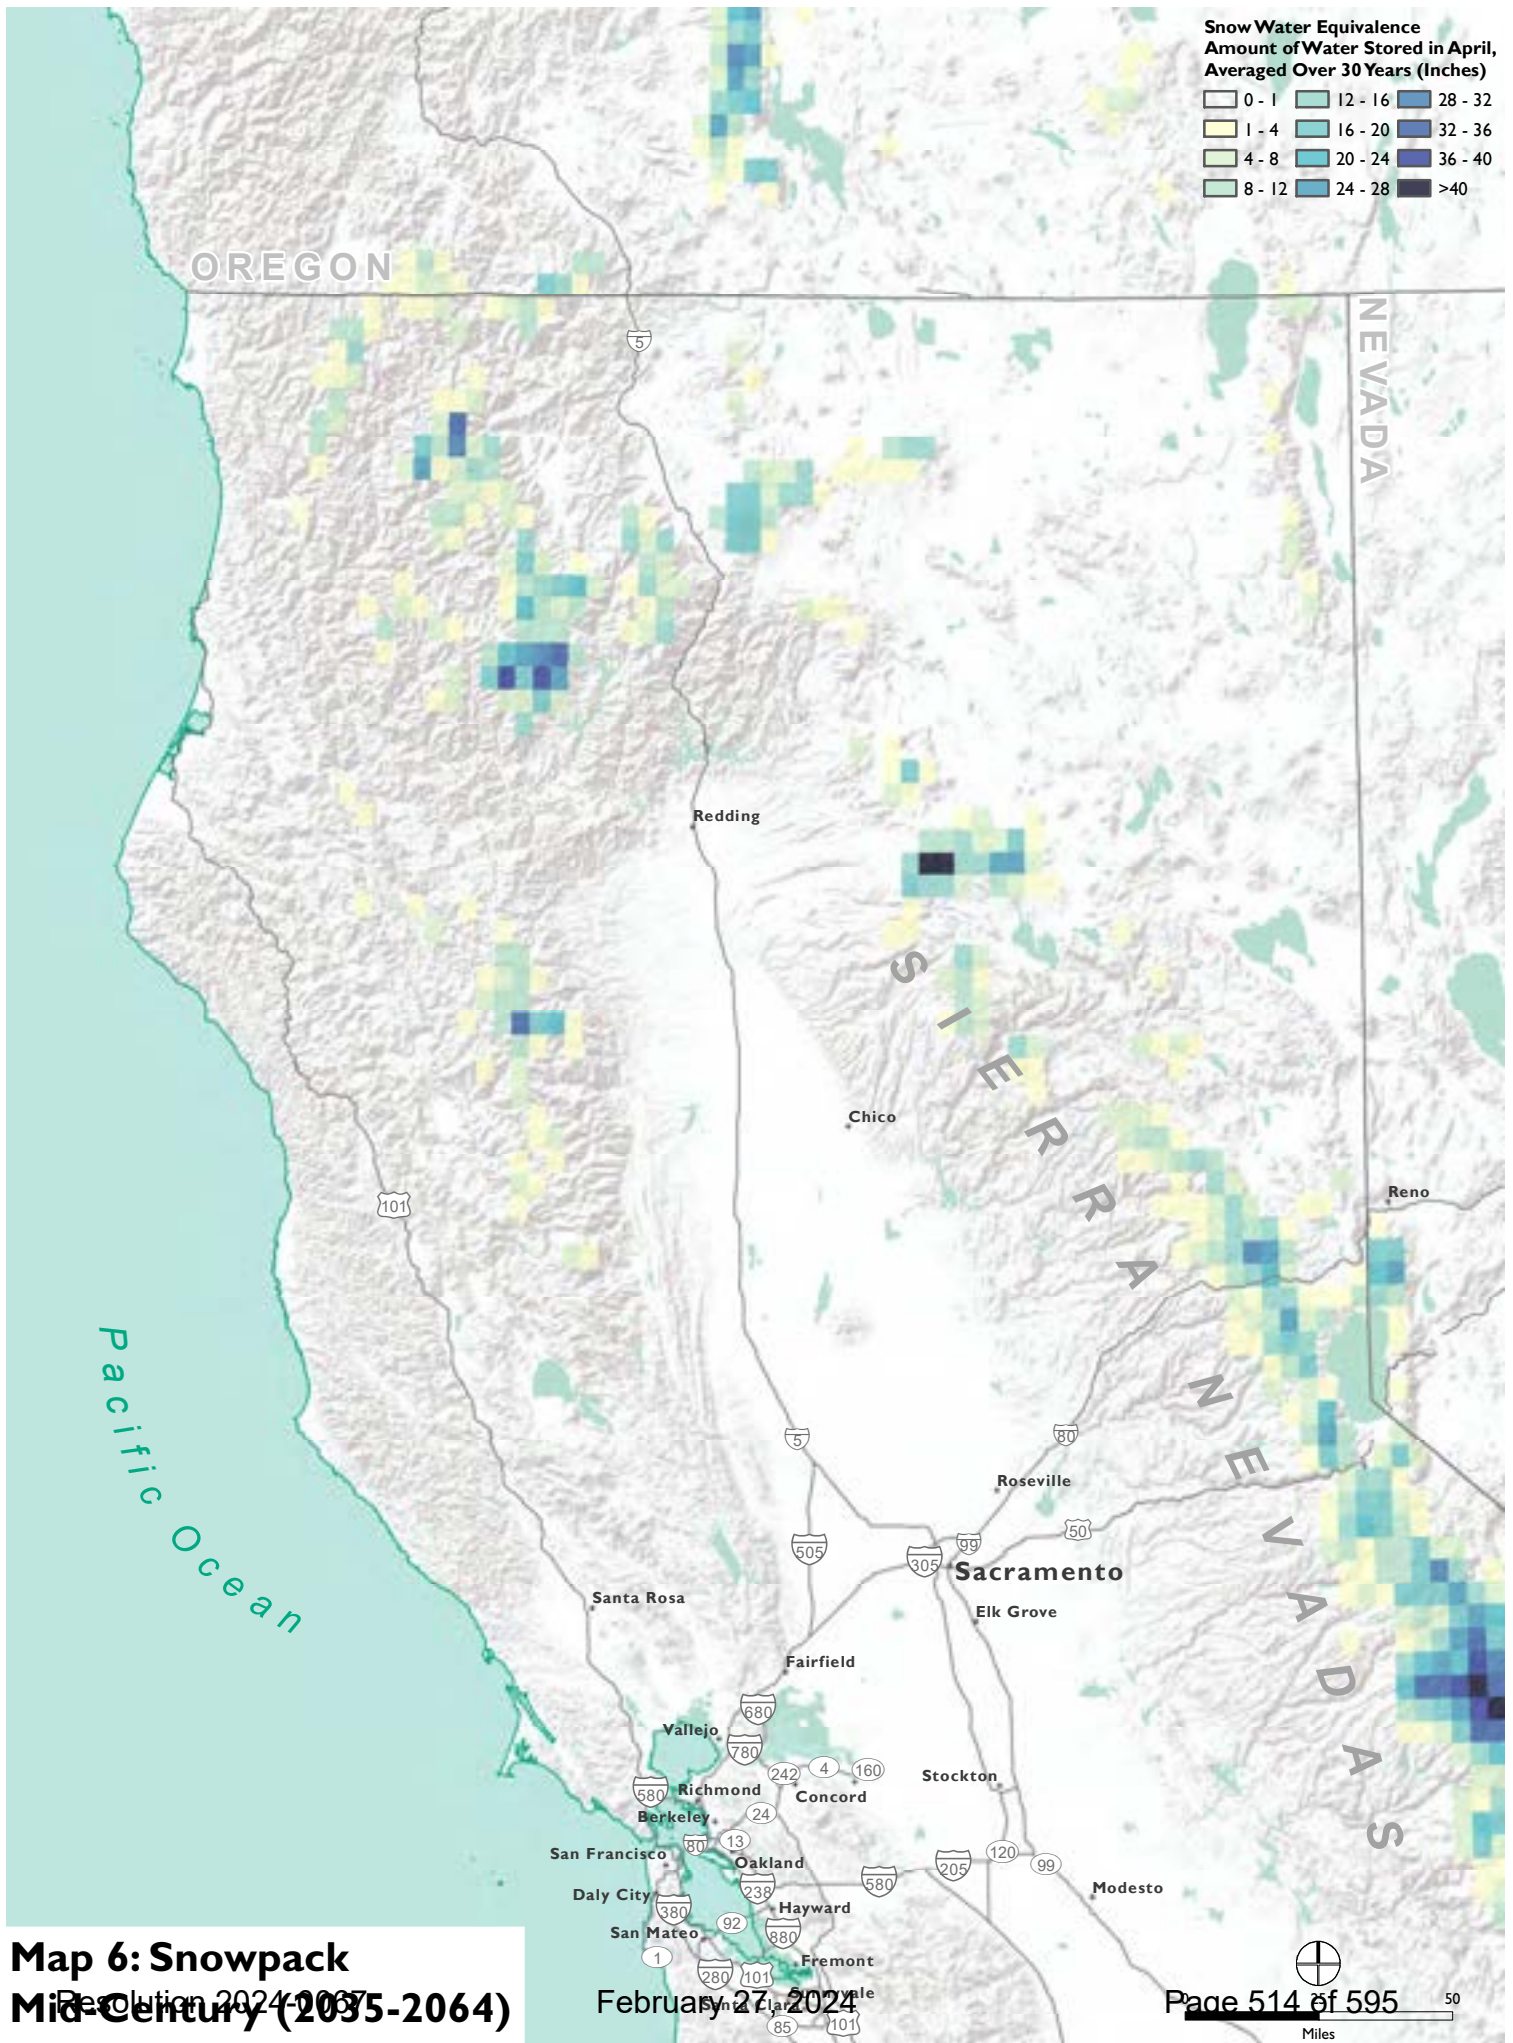 Snow Water Equivalence
Amount of Water Stored in April,
Averaged Over 30 Years (Inches)
0 - 1
12 - 16
28 - 32
1 - 4
16 - 20
32 - 36
4 - 8
20 - 24
36 - 40
8 - 12
24 - 28
>40
OREGON
NEVADA
5
Redding
SIERRA NEVADAS
Chico
101
Reno
Pacific Ocean
5
80
Roseville
50
505
99
305
Sacramento
Santa Rosa
Elk Grove
Fairfield
680
Vallejo
780
242
4
160
Stockton
580
Richmond
Concord
24
Berkeley
80
13
120
San Francisco
Oakland
205
99
580
238
Modesto
Daly City
380
Hayward
92
San Mateo
880
1
Fremont
280
101
Sunnyvale
Santa Clara
85
101
Map 6: Snowpack
Mid-Century (2035-2064)
Resolution 2024-0067
February 27, 2024
Page 514 of 595
0
25
50
Miles